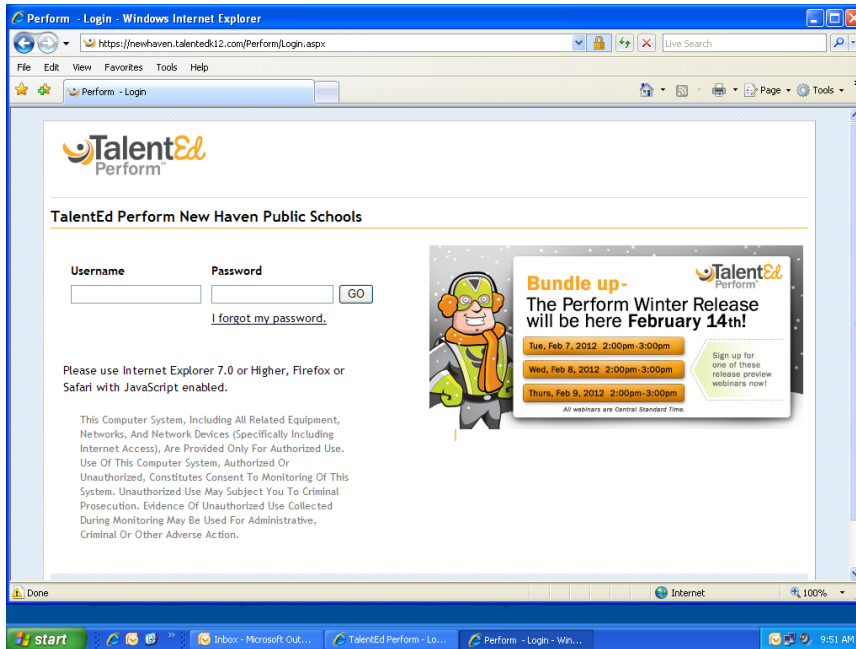 Perform - Login - Windows Internet Explorer
https://newhaven.talentedk12.com/Perform/Login.aspx
Live Search
File Edit View Favorites Tools Help
Perform - Login
Page Tools
TalentEd
Perform™
TalentEd Perform New Haven Public Schools
Username Password
GO
I forgot my password.
Please use Internet Explorer 7.0 or Higher, Firefox or
Safari with JavaScript enabled.
This Computer System, Including All Related Equipment,
Networks, And Network Devices (Specifically Including
Internet Access), Are Provided Only For Authorized Use.
Use Of This Computer System, Authorized Or
Unauthorized, Constitutes Consent To Monitoring Of This
System. Unauthorized Use May Subject You To Criminal
Prosecution. Evidence Of Unauthorized Use Collected
During Monitoring May Be Used For Administrative,
Criminal Or Other Adverse Action.
TalentEd
Perform™
Bundle up-
The Perform Winter Release
will be here February 14th!
Tue, Feb 7, 2012 2:00pm-3:00pm
Wed, Feb 8, 2012 2:00pm-3:00pm
Thurs, Feb 9, 2012 2:00pm-3:00pm
Sign up for
one of these
release preview
webinars now!
All webinars are Central Standard Time.
Done Internet 100%
start Inbox - Microsoft Out... TalentEd Perform - Lo... Perform - Login - Win... 9:51 AM